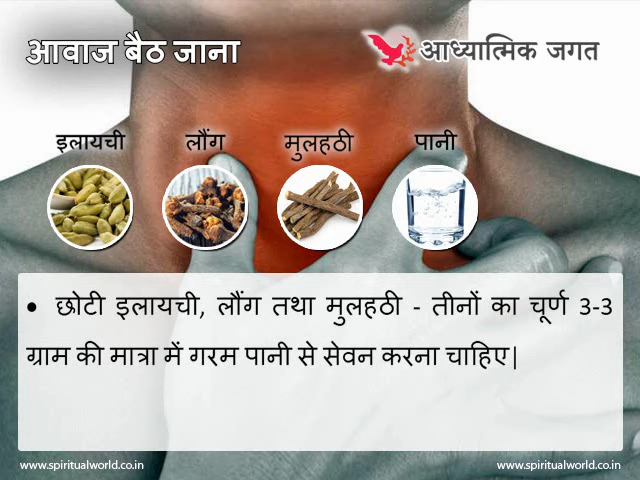 आवाज बैठ जाना
आध्यात्मिक जगत
इलायची लौंग मुलहठी पानी
• छोटी इलायची, लौंग तथा मुलहठी - तीनों का चूर्ण 3-3
ग्राम की मात्रा में गरम पानी से सेवन करना चाहिए|
www.spiritualworld.co.in www.spiritualworld.co.in